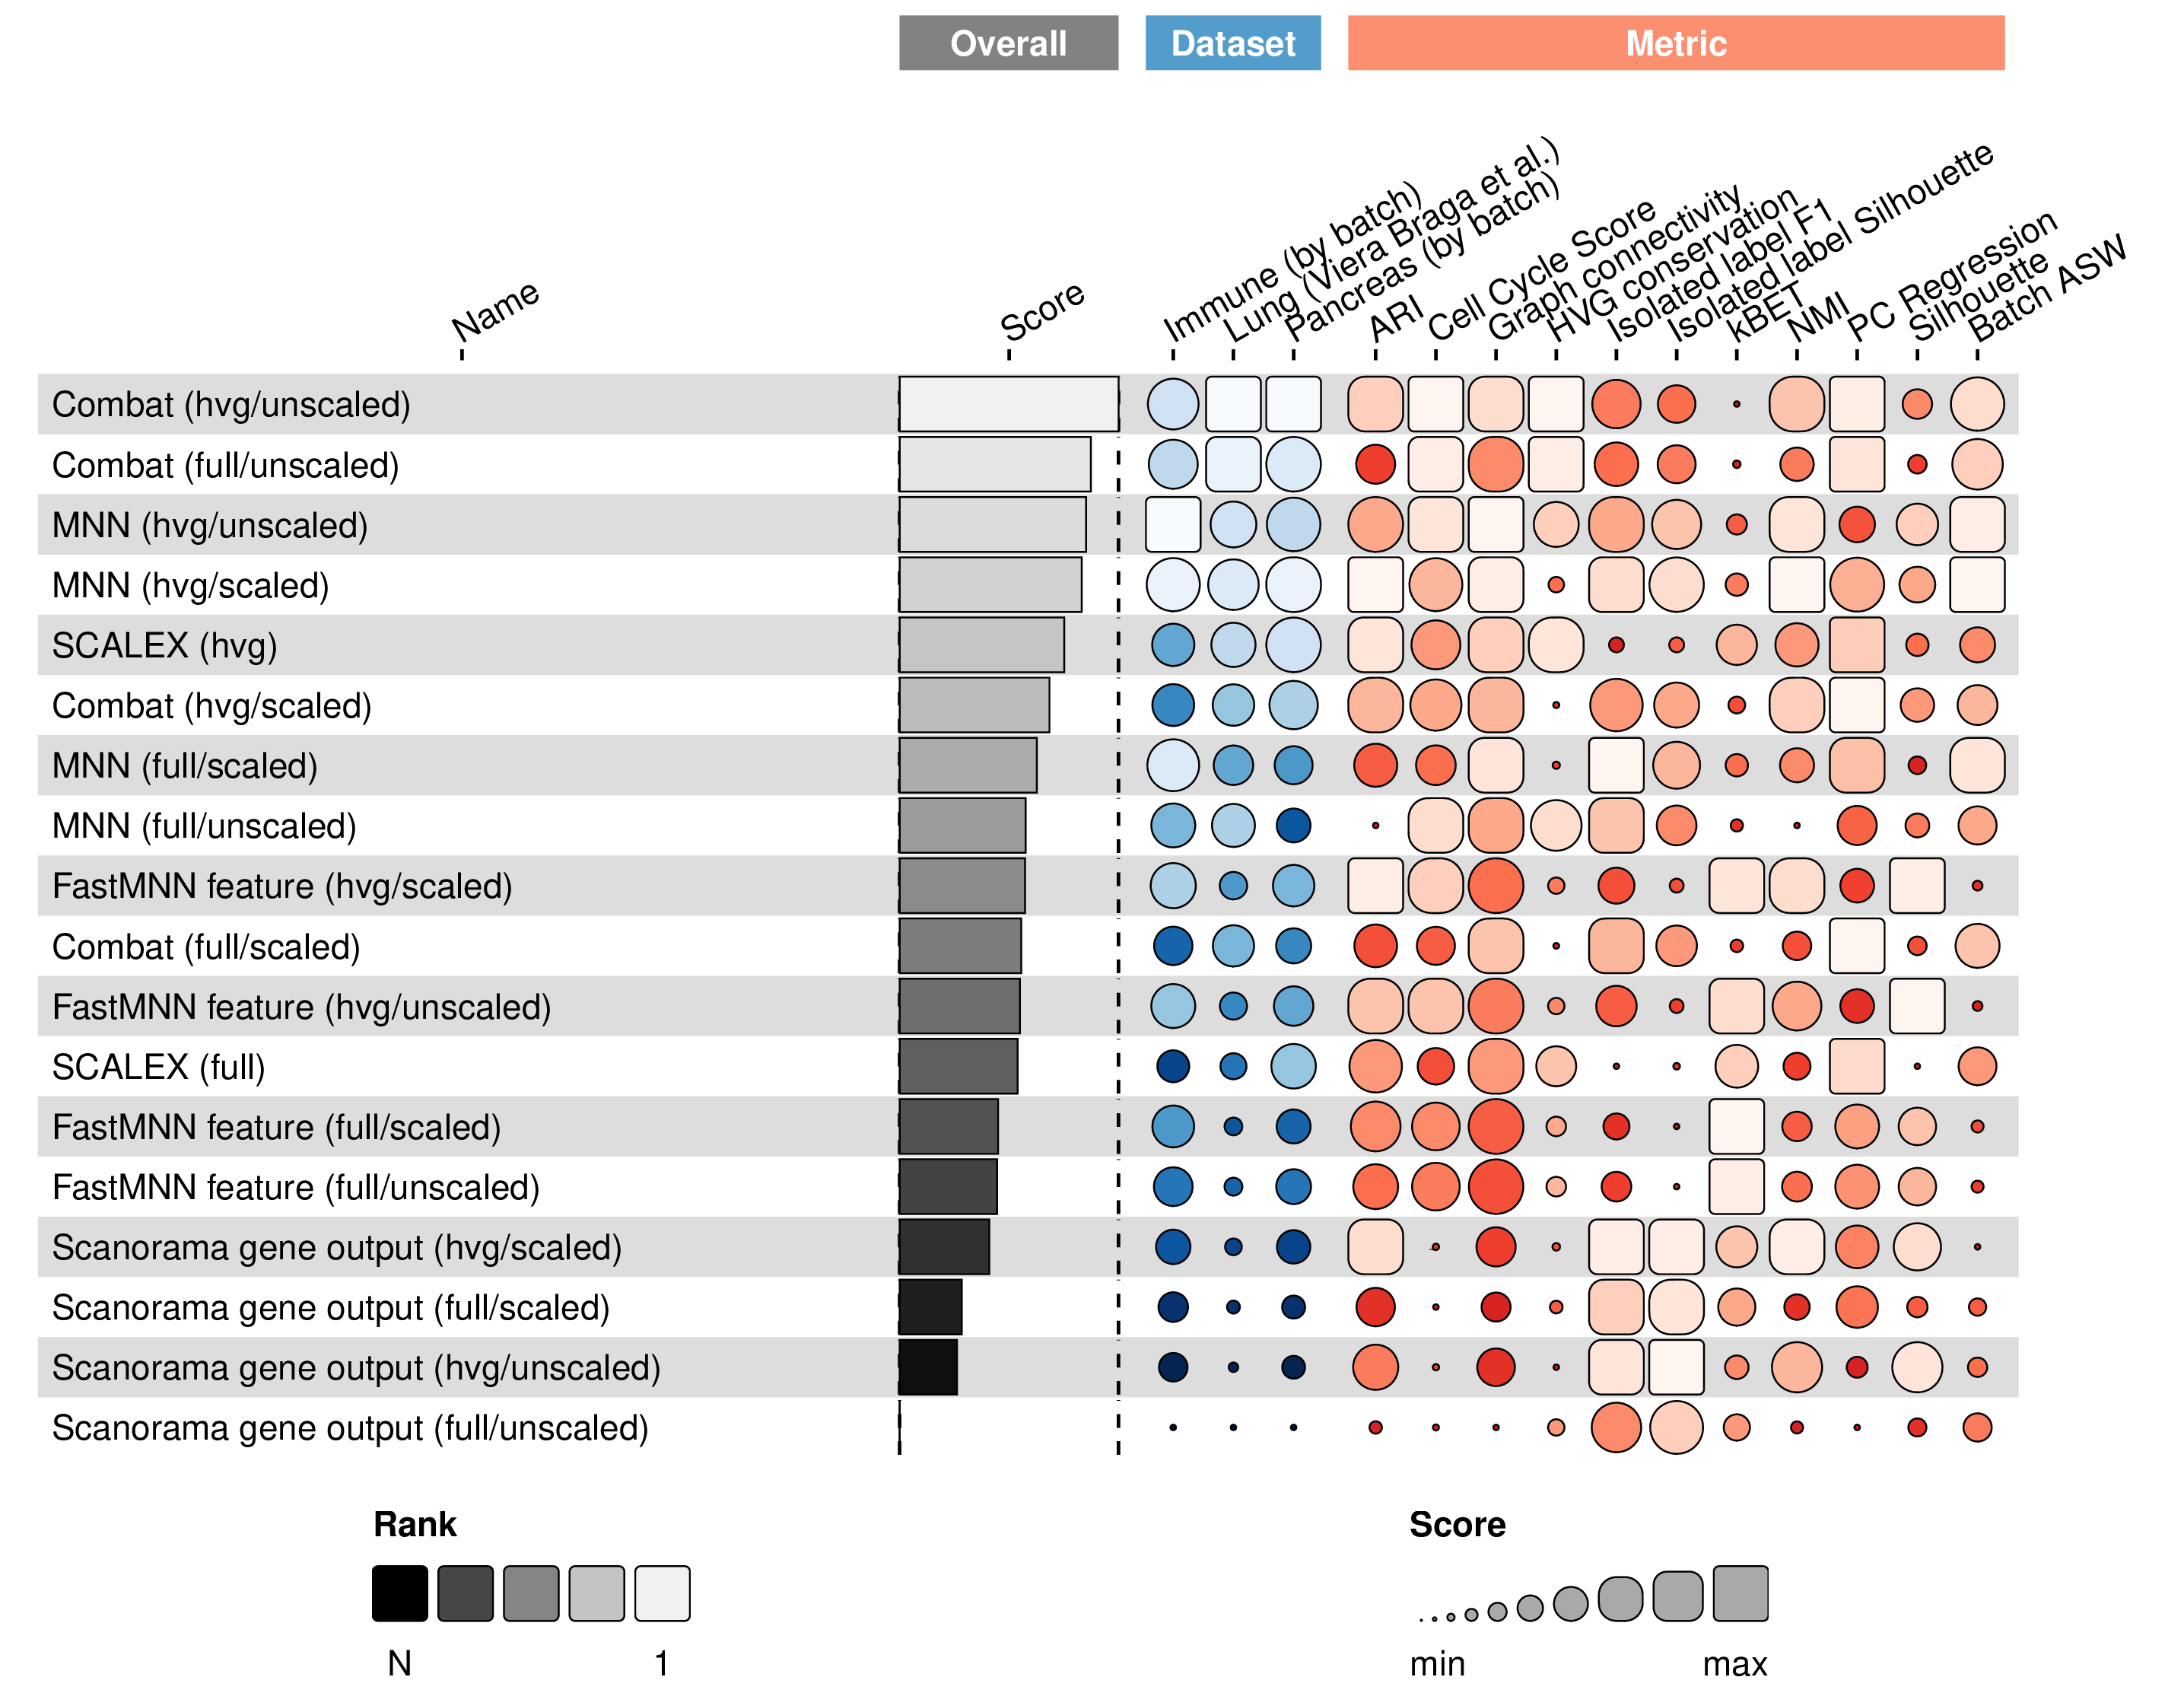 Overall
Dataset
Metric
Name
Score
Immune (by batch)
Lung (Viera Braga et al.)
Pancreas (by batch)
ARI
Cell Cycle Score
Graph connectivity
HVG conservation
Isolated label F1
Isolated label Silhouette
kBET
NMI
PC Regression
Silhouette
Batch ASW
Combat (hvg/unscaled)
Combat (full/unscaled)
MNN (hvg/unscaled)
MNN (hvg/scaled)
SCALEX (hvg)
Combat (hvg/scaled)
MNN (full/scaled)
MNN (full/unscaled)
FastMNN feature (hvg/scaled)
Combat (full/scaled)
FastMNN feature (hvg/unscaled)
SCALEX (full)
FastMNN feature (full/scaled)
FastMNN feature (full/unscaled)
Scanorama gene output (hvg/scaled)
Scanorama gene output (full/scaled)
Scanorama gene output (hvg/unscaled)
Scanorama gene output (full/unscaled)
Rank
N
1
Score
min
max